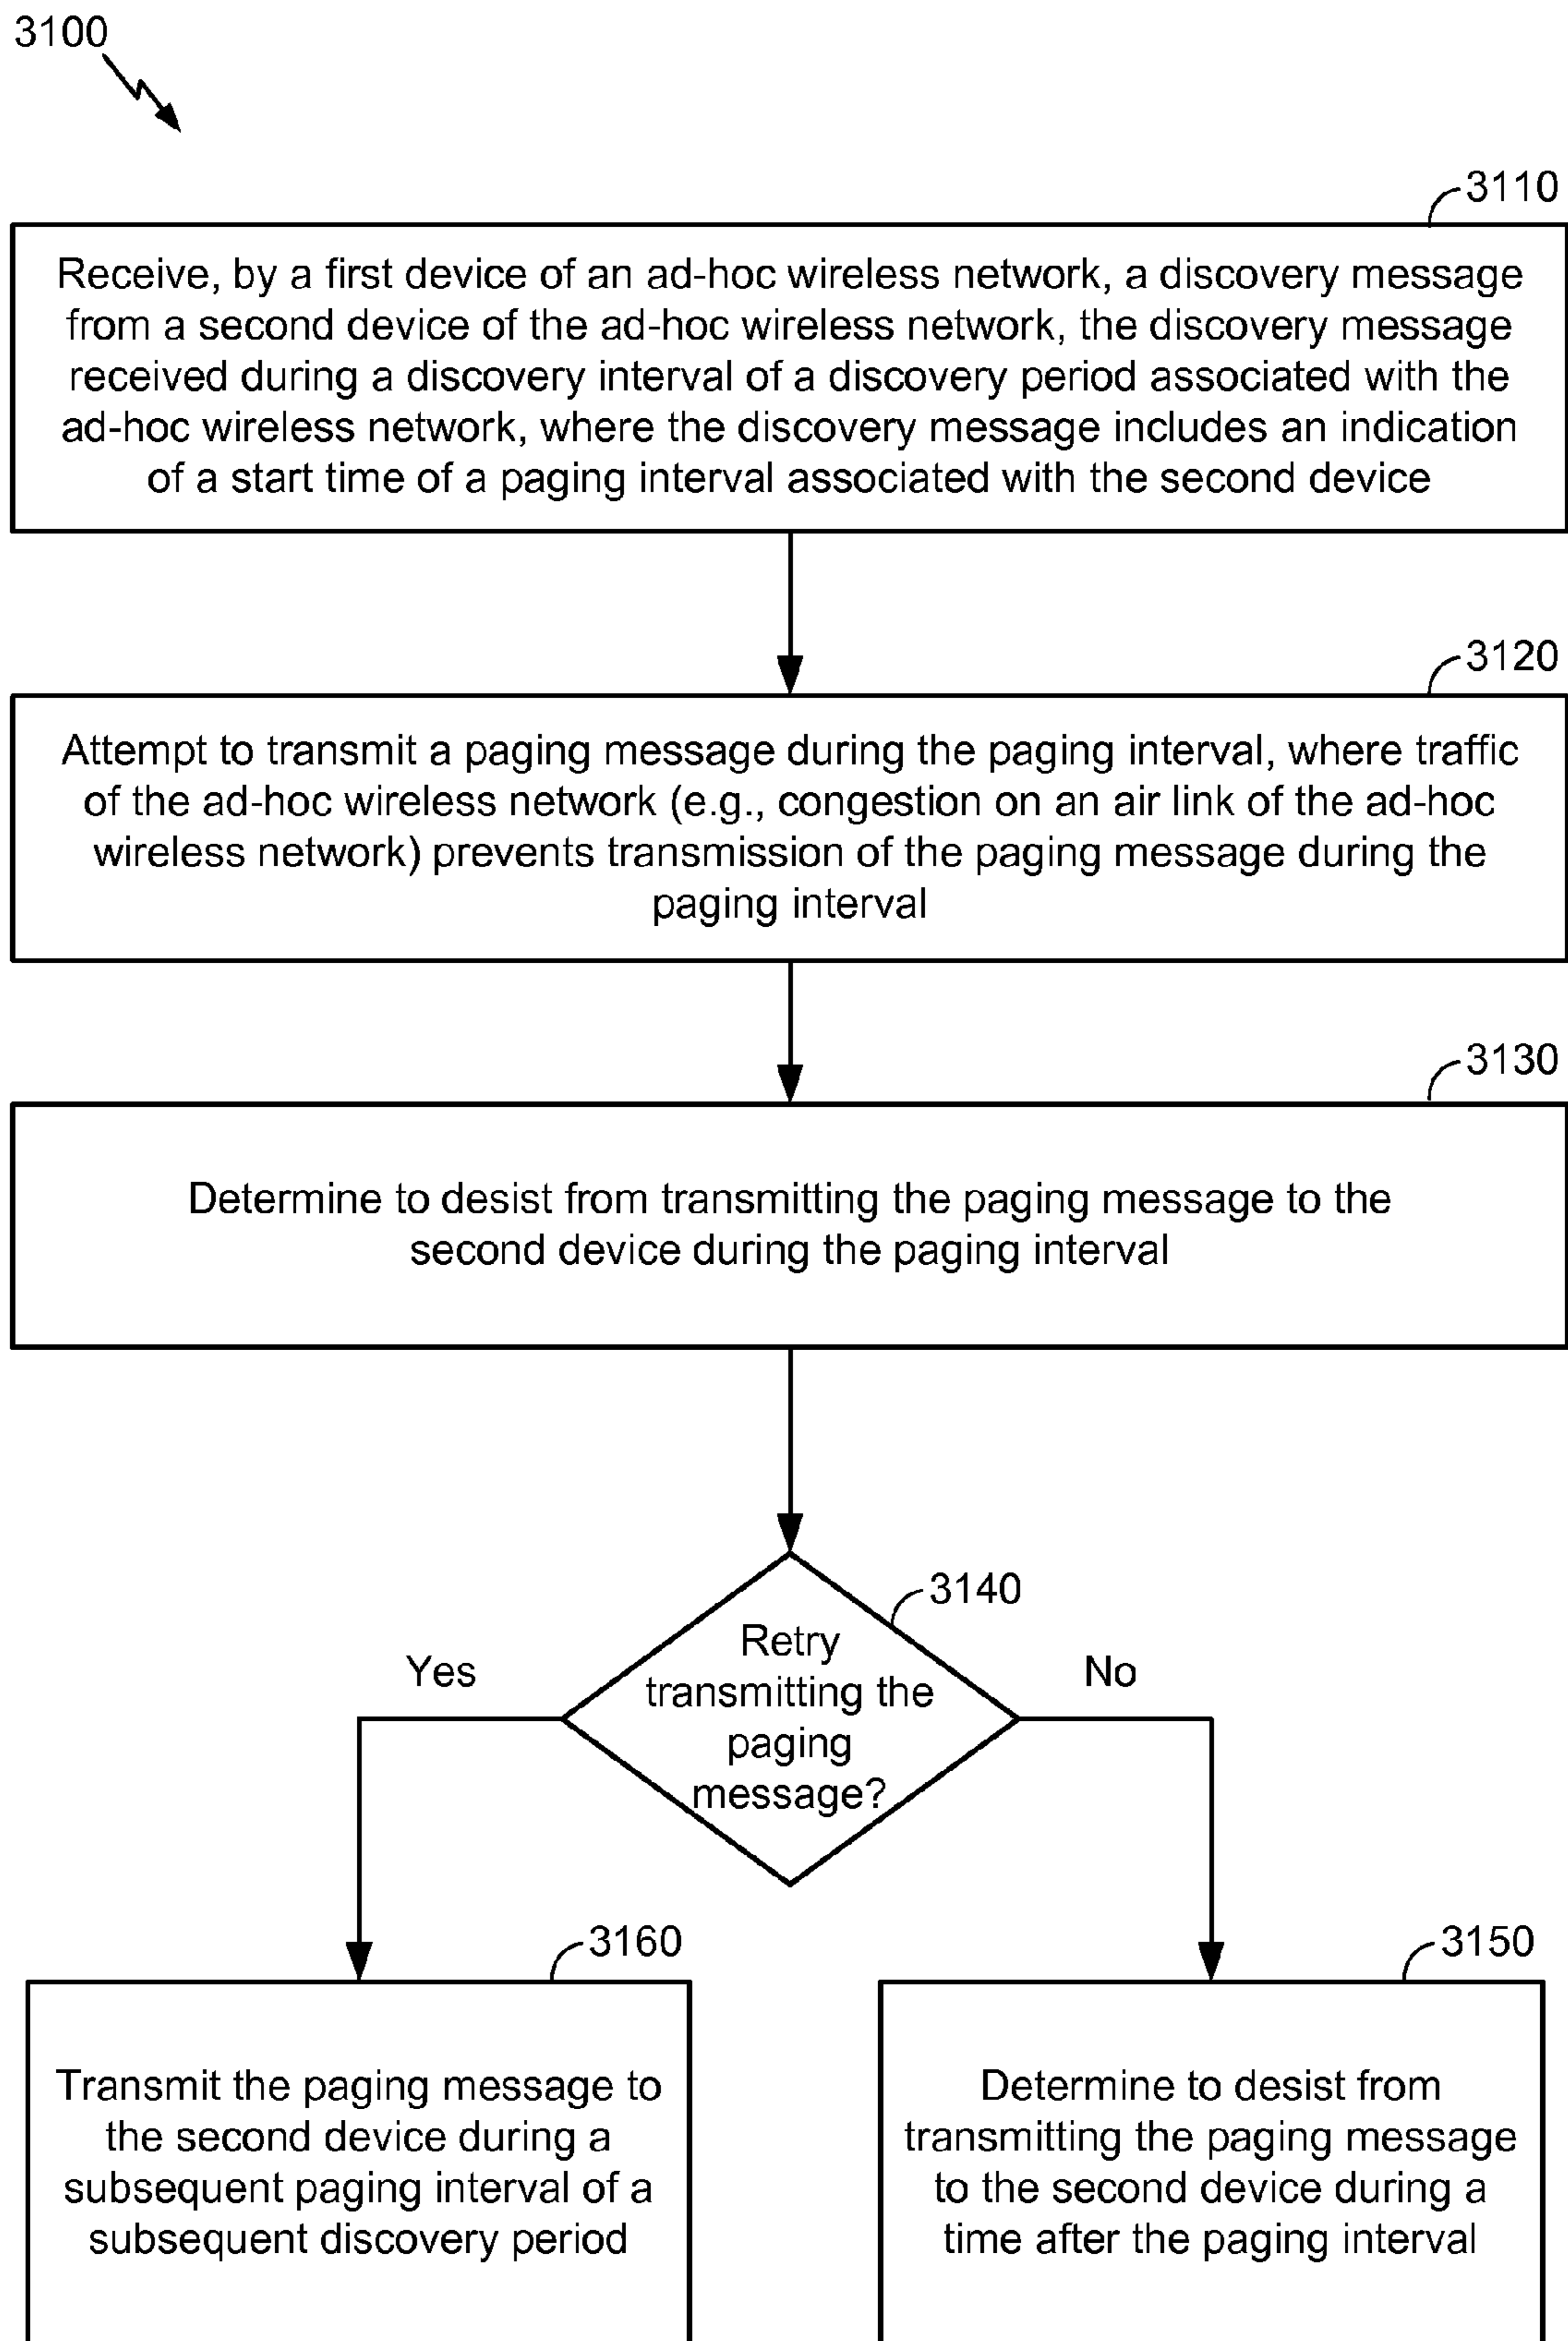 3100
3110
Receive, by a first device of an ad-hoc wireless network, a discovery message
from a second device of the ad-hoc wireless network, the discovery message
received during a discovery interval of a discovery period associated with the
ad-hoc wireless network, where the discovery message includes an indication
of a start time of a paging interval associated with the second device
3120
Attempt to transmit a paging message during the paging interval, where traffic
of the ad-hoc wireless network (e.g., congestion on an air link of the ad-hoc
wireless network) prevents transmission of the paging message during the
paging interval
3130
Determine to desist from transmitting the paging message to the
second device during the paging interval
3140
Retry
transmitting the
paging
message?
Yes
No
3160
Transmit the paging message to
the second device during a
subsequent paging interval of a
subsequent discovery period
3150
Determine to desist from
transmitting the paging message
to the second device during a
time after the paging interval